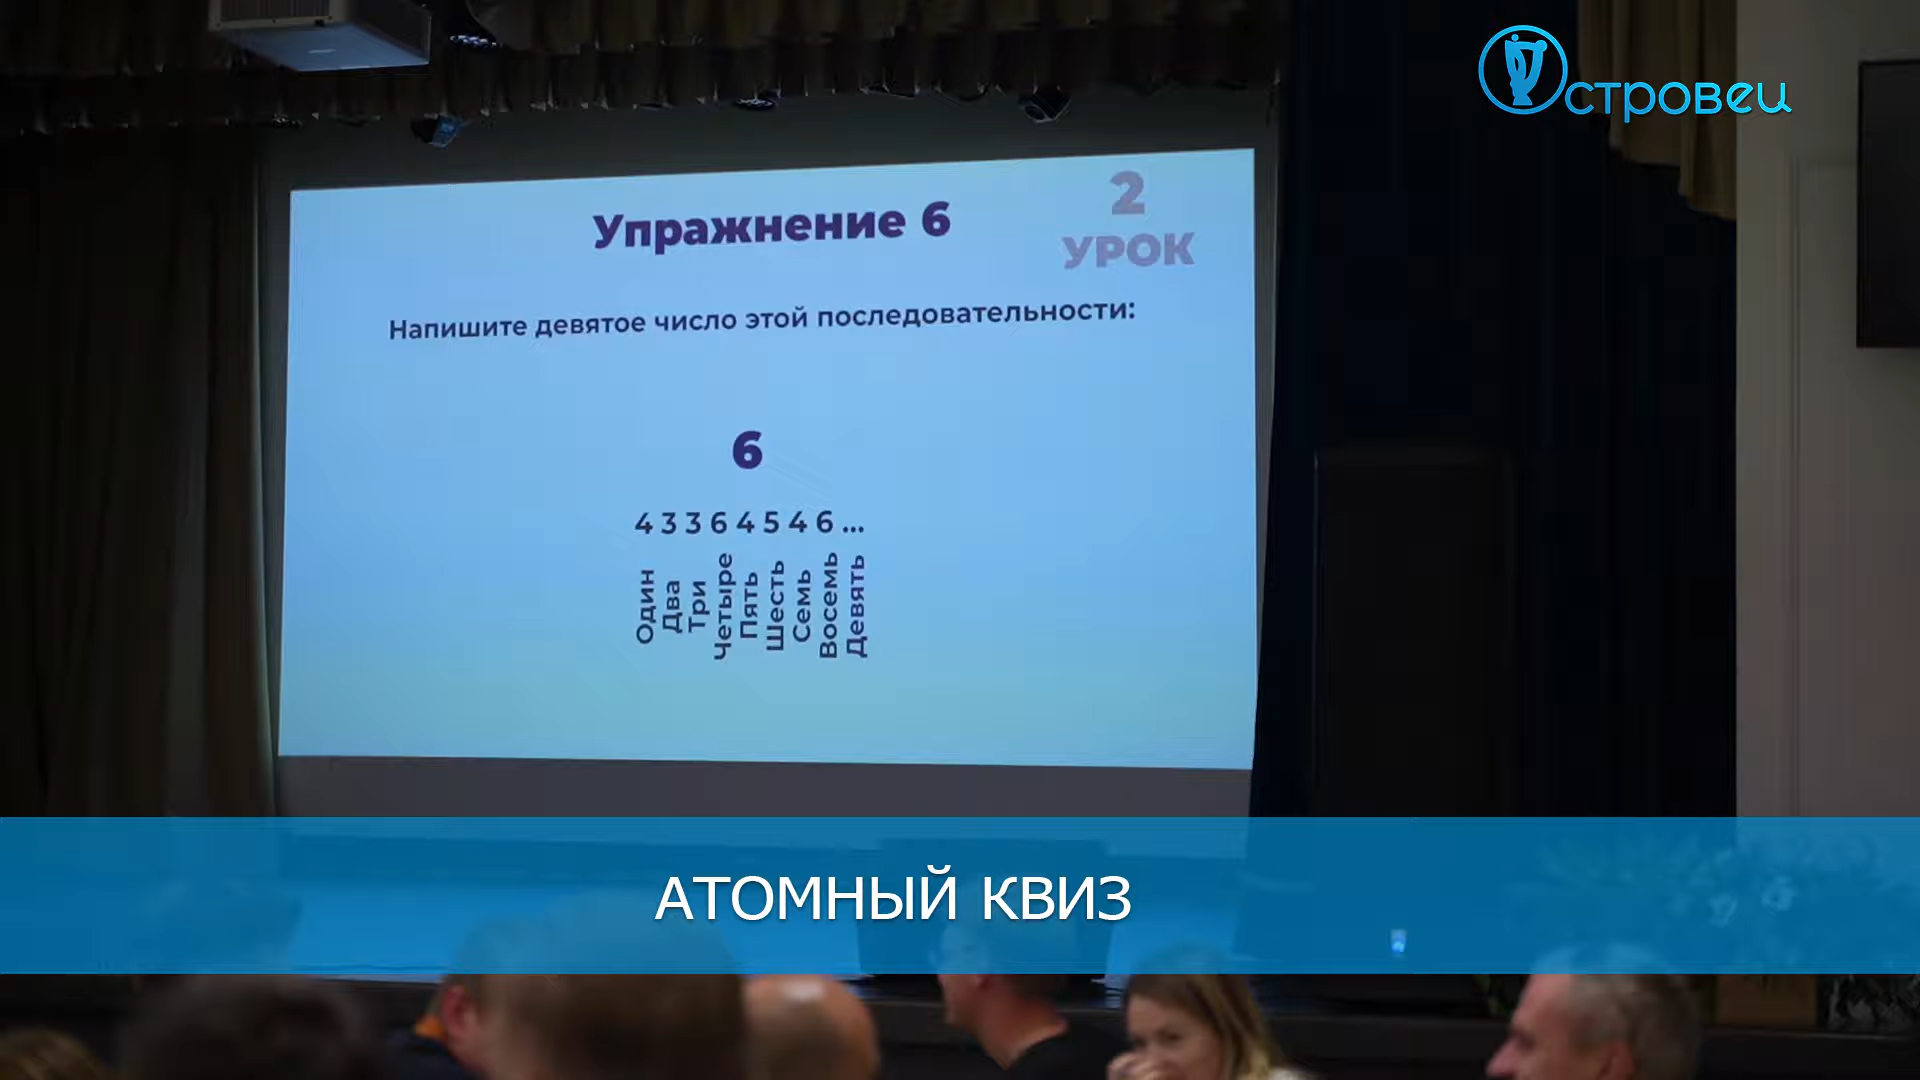 Островец
2
УРОК
Упражнение 6
Напишите девятое число этой последовательности:
6
4 3 3 6 4 5 4 6 ...
Один
Два
Три
Четыре
Пять
Шесть
Семь
Восемь
Девять
АТОМНЫЙ КВИЗ